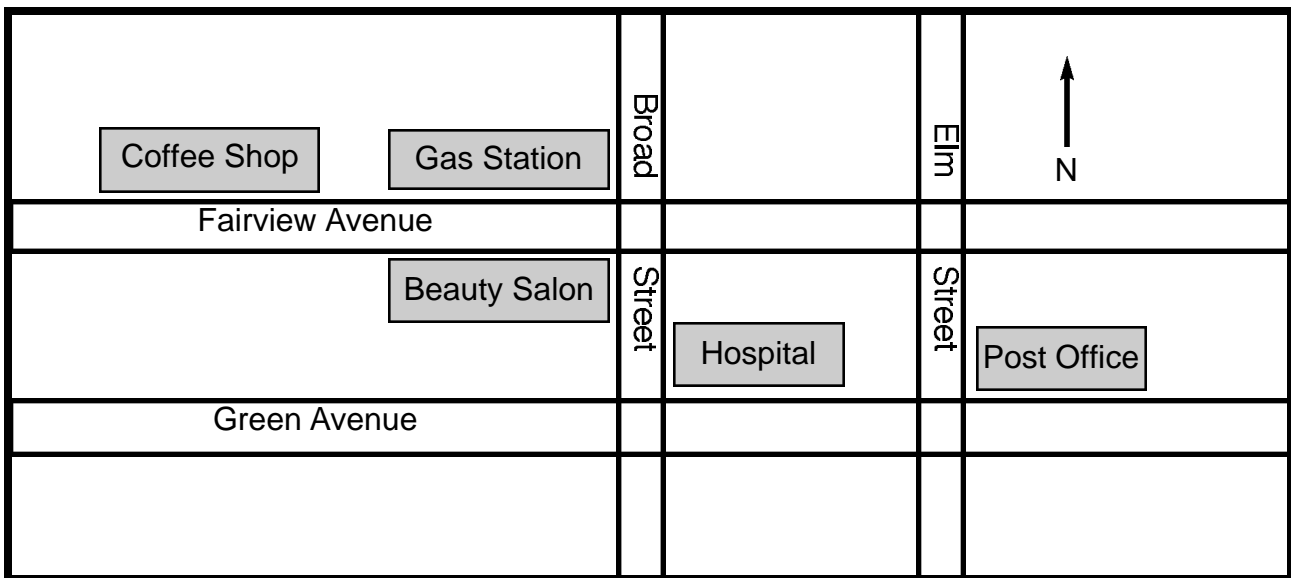 Broad
Elm
N
Coffee Shop
Gas Station
Fairview Avenue
Beauty Salon
Street
Street
Hospital
Post Office
Green Avenue